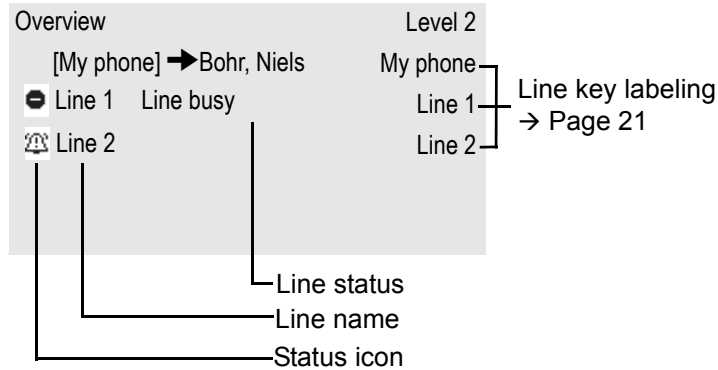 Overview Level 2
[My phone] ➔Bohr, Niels My phone
Line 1 Line busy Line 1
Line 2 Line 2
Line key labeling
→ Page 21
Line status
Line name
Status icon